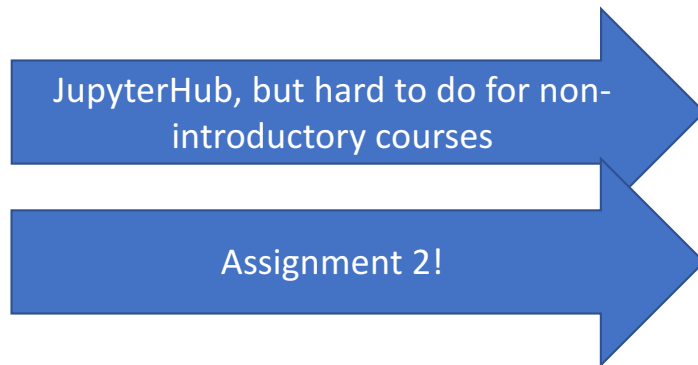 JupyterHub, but hard to do for non-
introductory courses
Assignment 2!